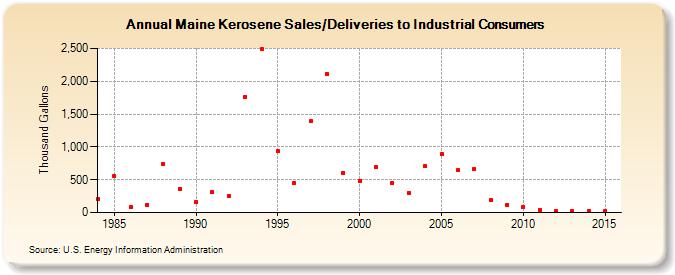 Annual Maine Kerosene Sales/Deliveries to Industrial Consumers
Thousand Gallons
2,500
2,000
1,500
1,000
500
0
1985 1990 1995 2000 2005 2010 2015
Source: U.S. Energy Information Administration